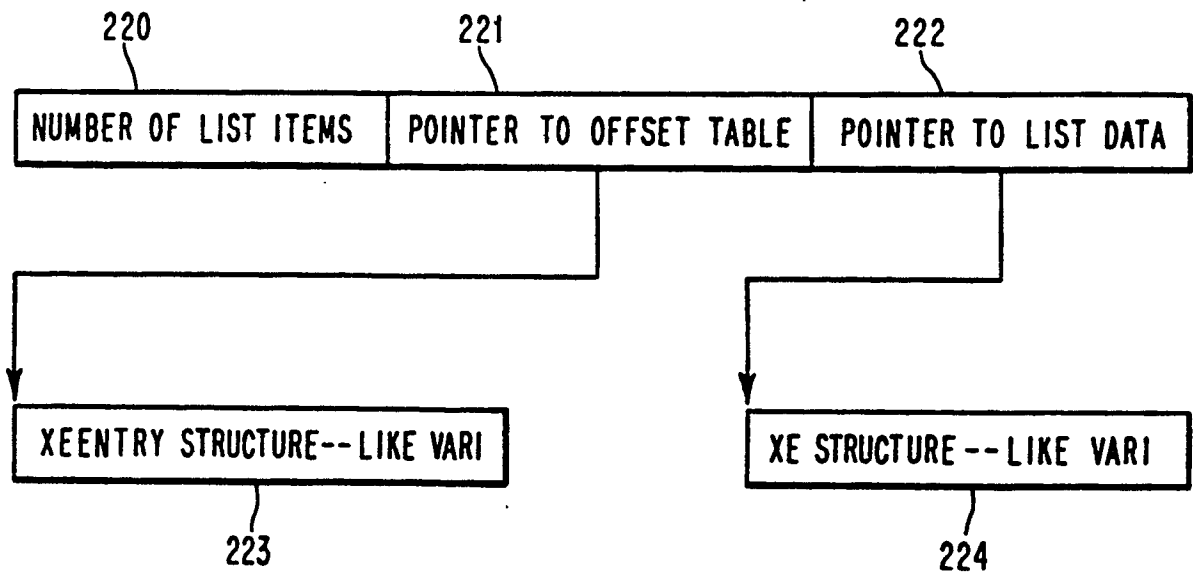 220 221 222
NUMBER OF LIST ITEMS POINTER TO OFFSET TABLE POINTER TO LIST DATA
XEENTRY STRUCTURE--LIKE VARI XE STRUCTURE--LIKE VARI
223 224